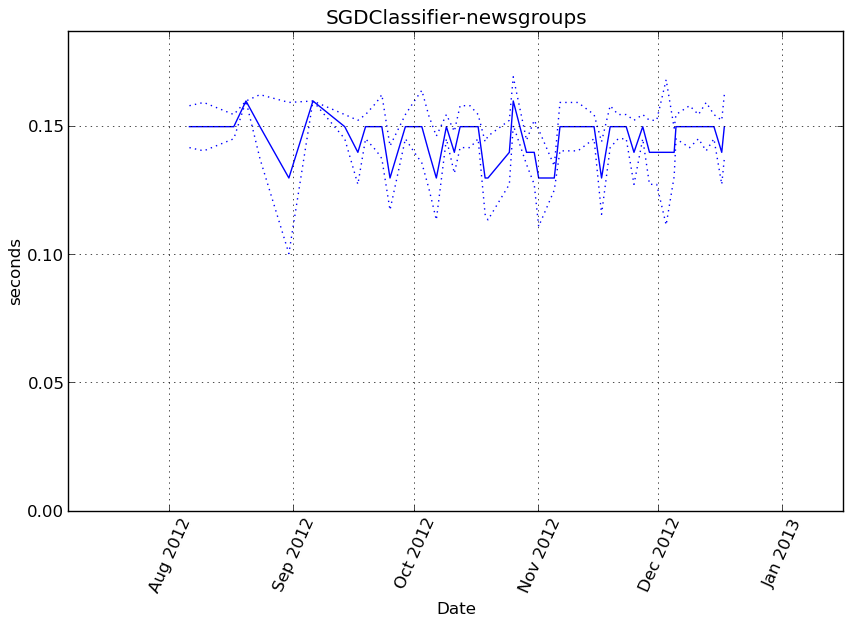 SGDClassifier-newsgroups
0.15
0.10
0.05
0.00
seconds
Aug 2012
Sep 2012
Oct 2012
Nov 2012
Dec 2012
Jan 2013
Date